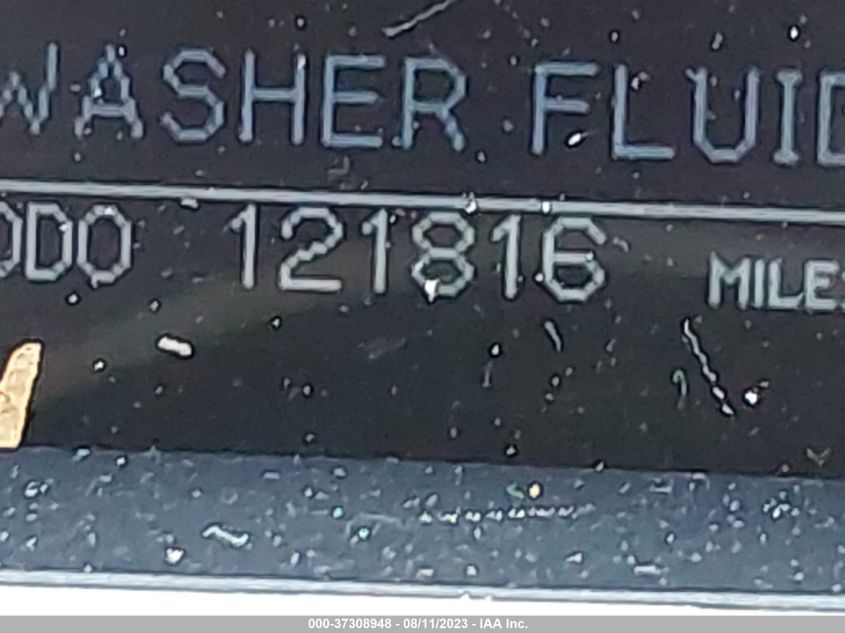 WASHER FLUID
ODO 121816 MILES
000-37308948 - 08/11/2023 - IAA Inc.